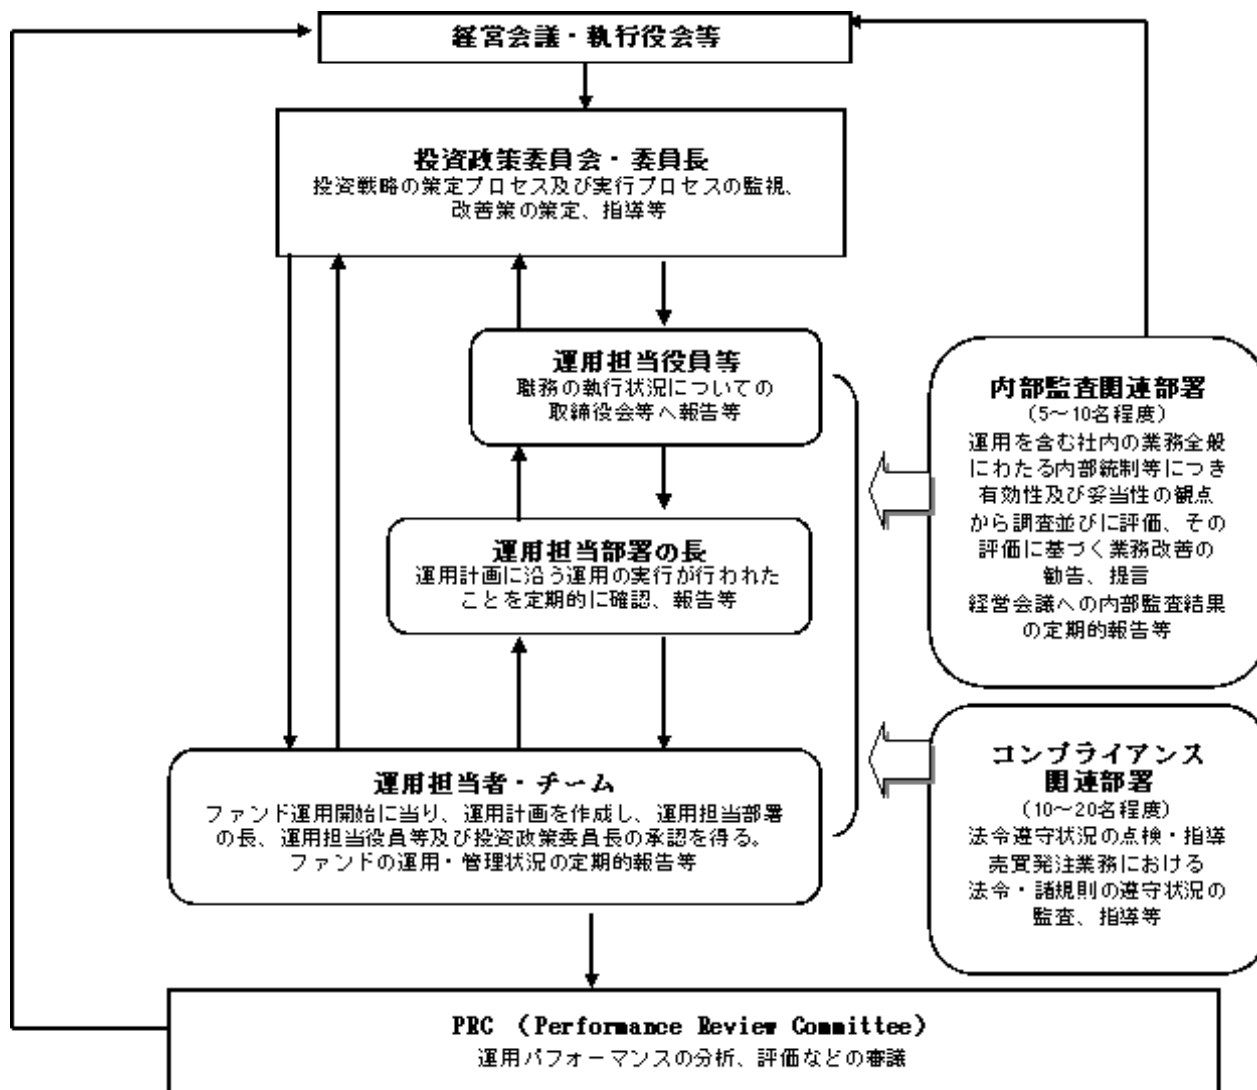 経営会議・執行役会等
投資政策委員会・委員長
投資戦略の策定プロセス及び実行プロセスの監視、
改善策の策定、指導等
運用担当役員等
職務の執行状況についての
取締役会等へ報告等
運用担当部署の長
運用計画に沿う運用の実行が行われた
ことを定期的に確認、報告等
運用担当者・チーム
ファンド運用開始に当り、運用計画を作成し、運用担当部署
の長、運用担当役員等及び投資政策委員長の承認を得る。
ファンドの運用・管理状況の定期的報告等
内部監査関連部署
(5～10名程度)
運用を含む社内の業務全般
にわたる内部統制等につき
有効性及び妥当性の観点
から調査並びに評価、その
評価に基づく業務改善の
勧告、提言
経営会議への内部監査結果
の定期的報告等
コンプライアンス
関連部署
(10～20名程度)
法令遵守状況の点検・指導
売買発注業務における
法令・諸規則の遵守状況の
監査、指導等
PRC （Performance Review Committee）
運用パフォーマンスの分析、評価などの審議